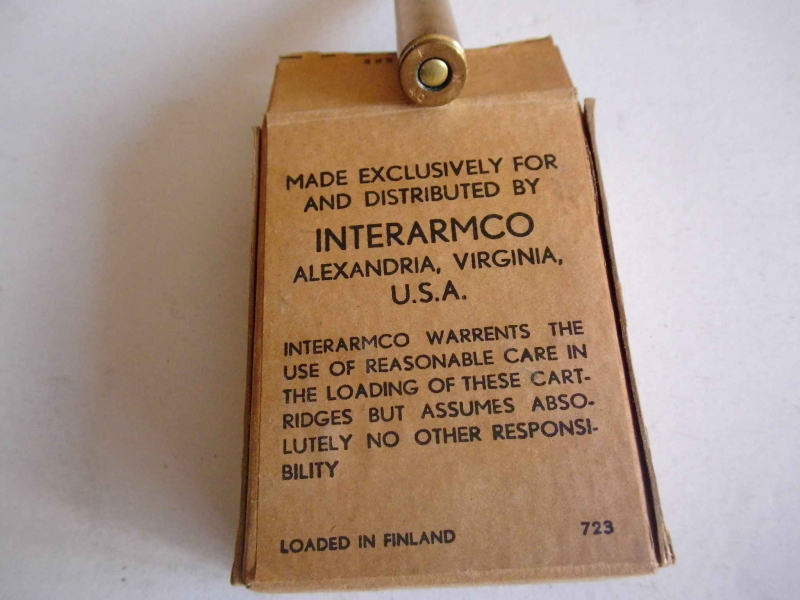 MADE EXCLUSIVELY FOR
AND DISTRIBUTED BY
INTERARMCO
ALEXANDRIA, VIRGINIA,
U.S.A.
INTERARMCO WARRENTS THE
USE OF REASONABLE CARE IN
THE LOADING OF THESE CART-
RIDGES BUT ASSUMES ABSO-
LUTELY NO OTHER RESPONSI-
BILITY
LOADED IN FINLAND 723